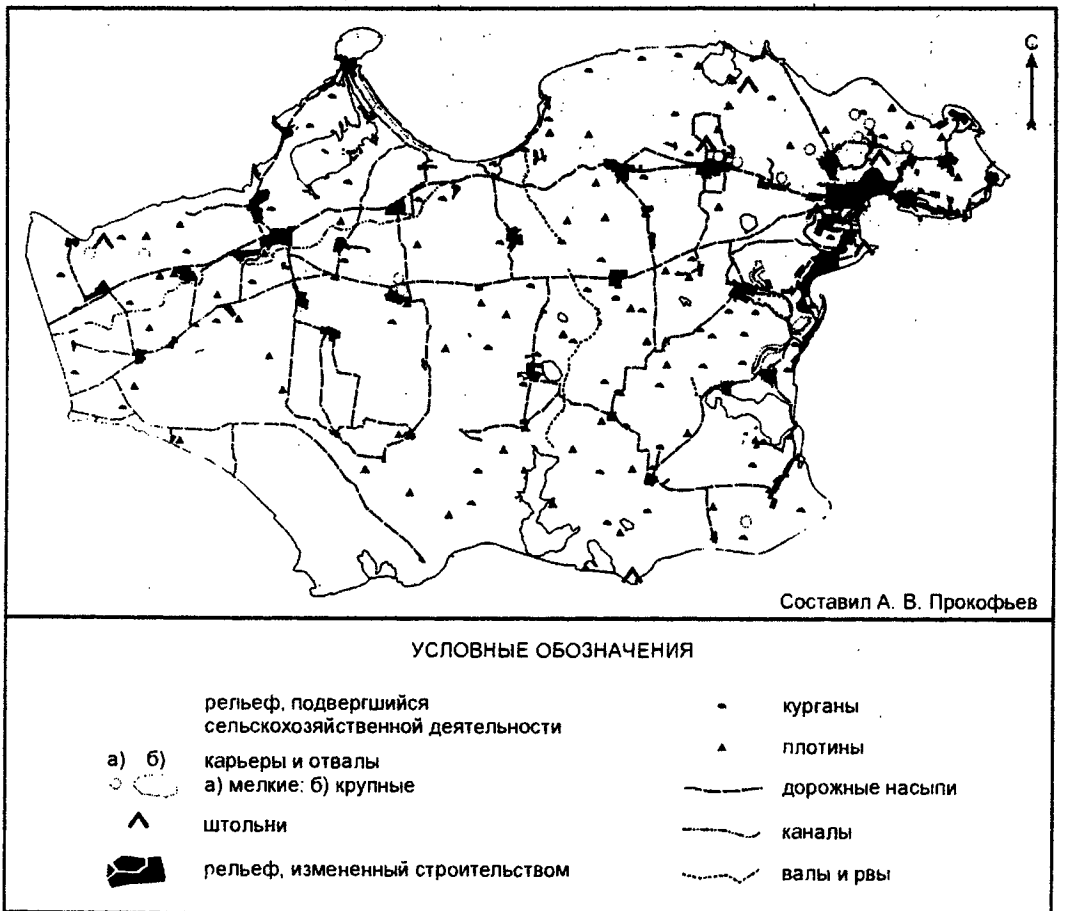 С
Составил А. В. Прокофьев
УСЛОВНЫЕ ОБОЗНАЧЕНИЯ
рельеф, подвергшийся
сельскохозяйственной деятельности
а) б) карьеры и отвалы
а) мелкие: б) крупные
штольни
рельеф, измененный строительством
курганы
плотины
дорожные насыпи
каналы
валы и рвы